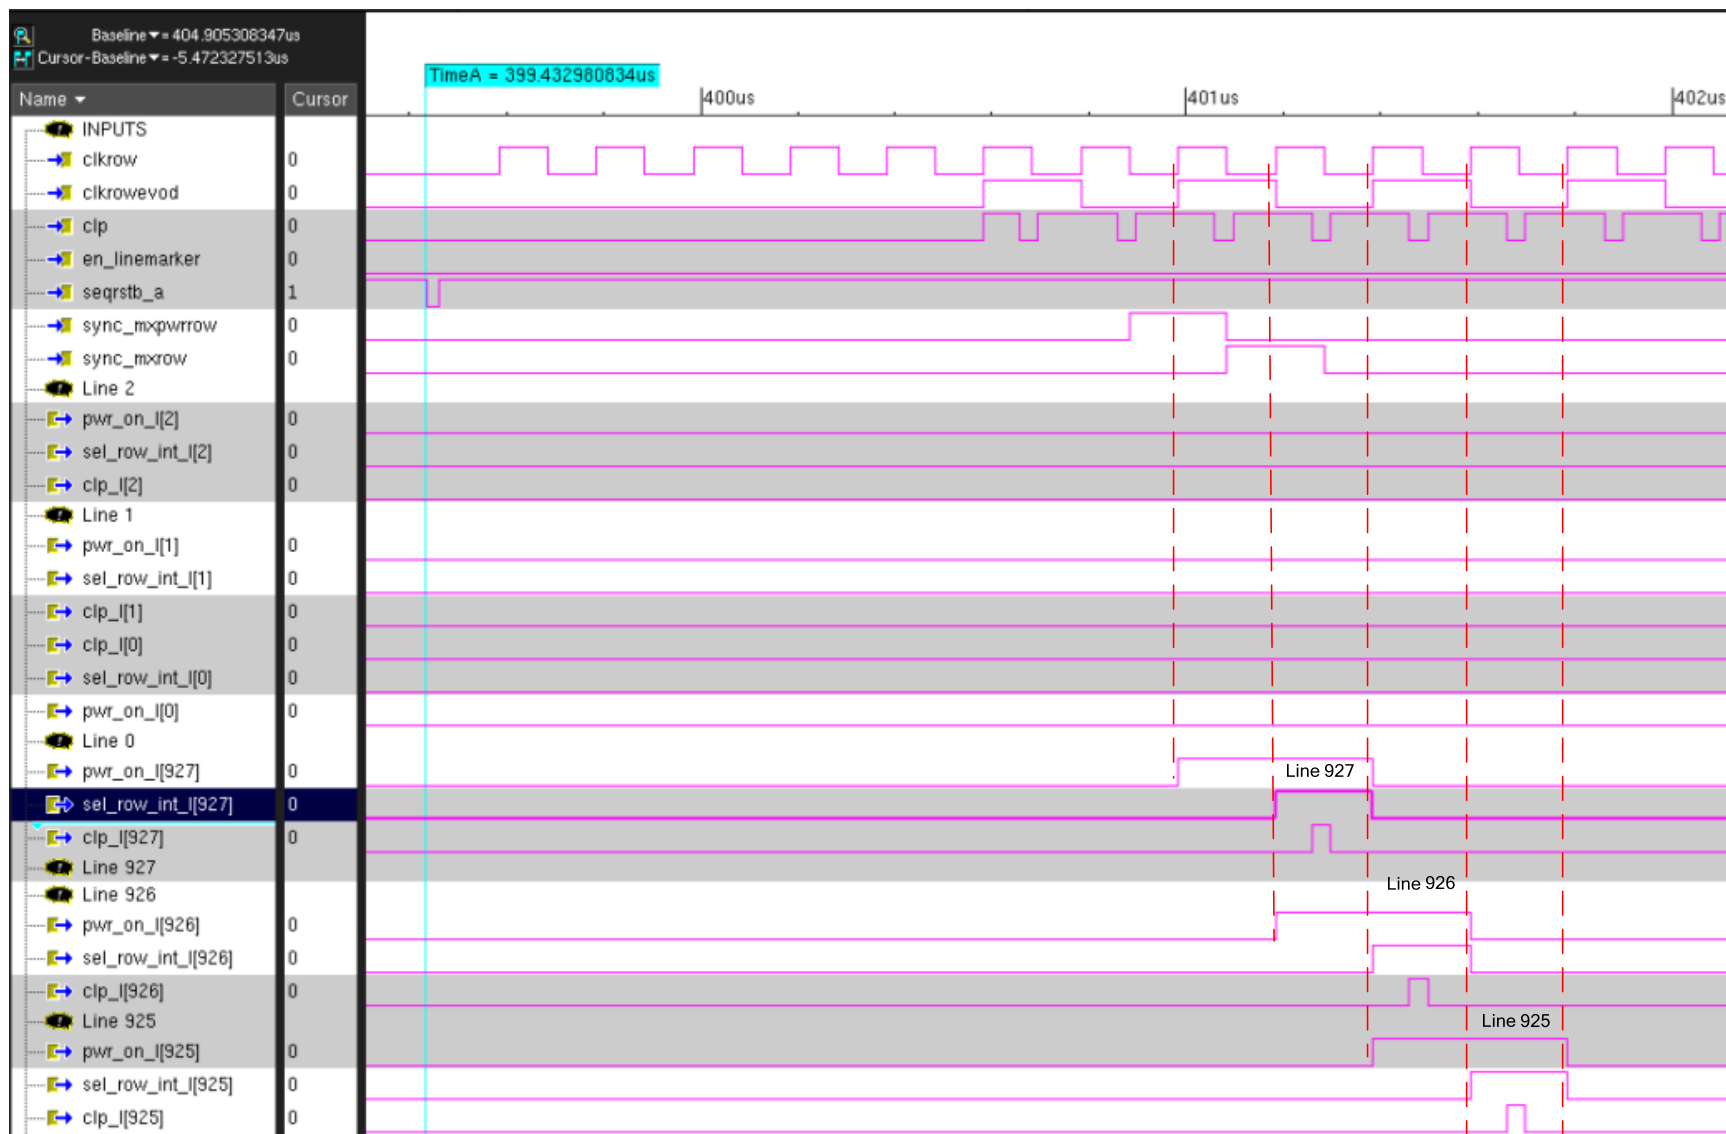 Baseline▼= 404.905308347us
Cursor-Baseline▼= -5.472327513us
TimeA = 399.432980834us
Name▼ Cursor
400us 401us 402us
INPUTS
clkrow 0
clkrowevod 0
clp 0
en_linemarker 0
seqrstb_a 1
sync_mxpwrrow 0
sync_mxrow 0
Line 2
pwr_on_l[2] 0
sel_row_int_l[2] 0
clp_l[2] 0
Line 1
pwr_on_l[1] 0
sel_row_int_l[1] 0
clp_l[1] 0
clp_l[0] 0
sel_row_int_l[0] 0
pwr_on_l[0] 0
Line 0
pwr_on_l[927] 0 Line 927
sel_row_int_l[927] 0
clp_l[927] 0
Line 927
Line 926
Line 926
pwr_on_l[926] 0
sel_row_int_l[926] 0
clp_l[926] 0
Line 925 Line 925
pwr_on_l[925] 0
sel_row_int_l[925] 0
clp_l[925] 0